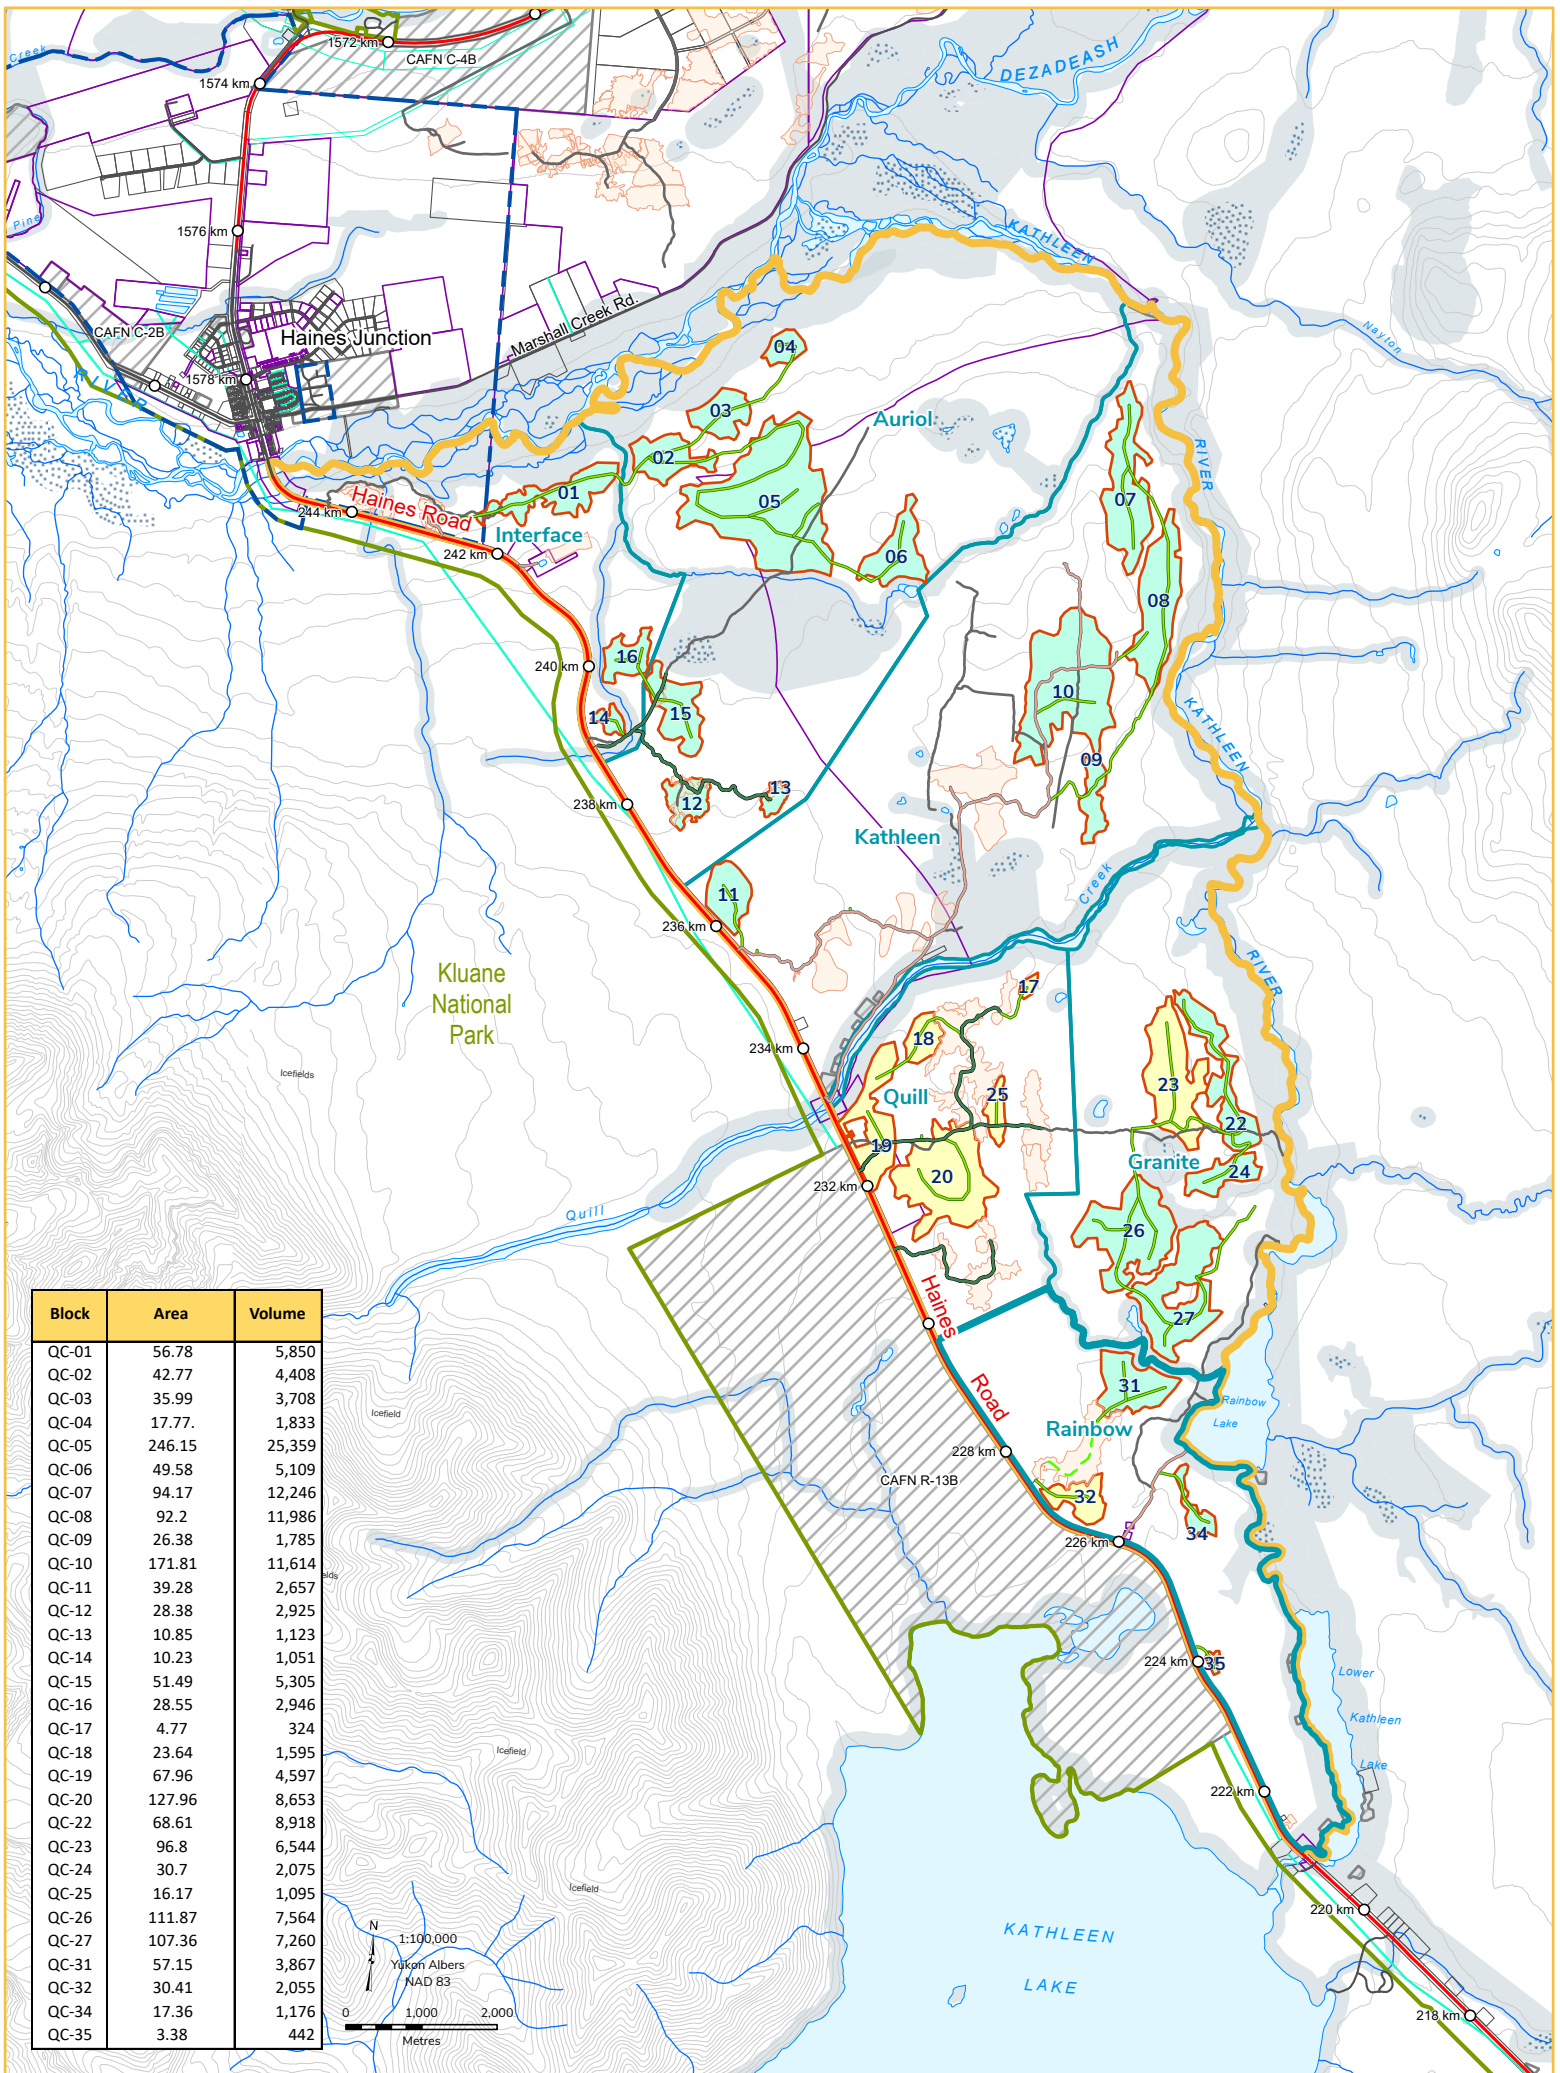 Creek
1572 km
CAFN C-4B
DEZADEASH
1574 km
Pine
1576 km
KATHLEEN
Nayton
CAFN C-2B
Haines Junction
Marshall Creek Rd.
RIVER
1578 km
04
03
Auriol
02
01
05
07
RIVER
244 km
Haines Road
242 km
Interface
06
08
16
240 km
10
15
14
KATHLEEN
09
13
12
238 km
Kathleen
Creek
11
236 km
Kluane
National
Park
RIVER
17
18
234 km
Icefields
23
Quill
25
22
19
Granite
24
20
232 km
Quill
26
Haines
27
31
Road
Rainbow
Lake
Rainbow
228 km
CAFN R-13B
32
34
226 km
224 km
35
Lower
Kathleen
Lake
222 km
220 km
218 km
KATHLEEN
LAKE
Icefield
elds
Icefield
Icefield
Block Area Volume
QC-01 56.78 5,850
QC-02 42.77 4,408
QC-03 35.99 3,708
QC-04 17.77. 1,833
QC-05 246.15 25,359
QC-06 49.58 5,109
QC-07 94.17 12,246
QC-08 92.2 11,986
QC-09 26.38 1,785
QC-10 171.81 11,614
QC-11 39.28 2,657
QC-12 28.38 2,925
QC-13 10.85 1,123
QC-14 10.23 1,051
QC-15 51.49 5,305
QC-16 28.55 2,946
QC-17 4.77 324
QC-18 23.64 1,595
QC-19 67.96 4,597
QC-20 127.96 8,653
QC-22 68.61 8,918
QC-23 96.8 6,544
QC-24 30.7 2,075
QC-25 16.17 1,095
QC-26 111.87 7,564
QC-27 107.36 7,260
QC-31 57.15 3,867
QC-32 30.41 2,055
QC-34 17.36 1,176
QC-35 3.38 442
N
1:100,000
Yukon Albers
NAD 83
0 1,000 2,000
Metres